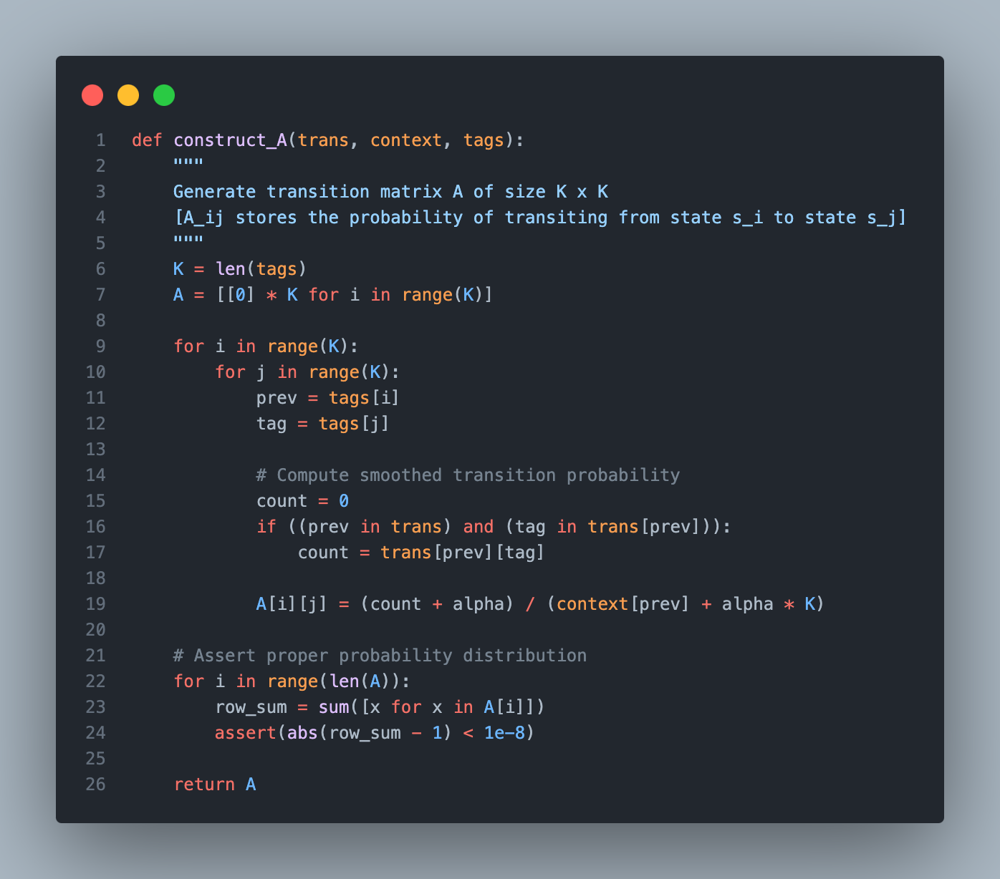 1 def construct_A(trans, context, tags):
2     """
3     Generate transition matrix A of size K x K
4     [A_ij stores the probability of transiting from state s_i to state s_j]
5     """
6     K = len(tags)
7     A = [[0] * K for i in range(K)]
8
9     for i in range(K):
10         for j in range(K):
11             prev = tags[i]
12             tag = tags[j]
13
14             # Compute smoothed transition probability
15             count = 0
16             if ((prev in trans) and (tag in trans[prev])):
17                 count = trans[prev][tag]
18
19             A[i][j] = (count + alpha) / (context[prev] + alpha * K)
20
21     # Assert proper probability distribution
22     for i in range(len(A)):
23         row_sum = sum([x for x in A[i]])
24         assert(abs(row_sum - 1) < 1e-8)
25
26     return A